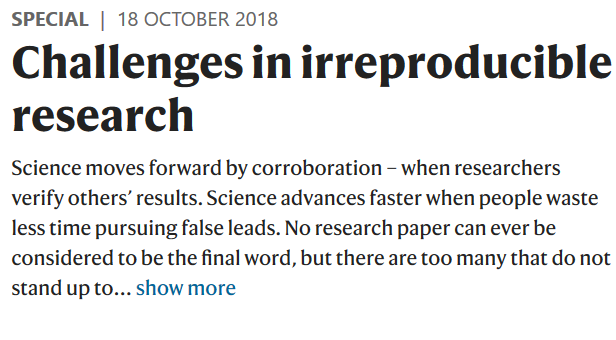 SPECIAL | 18 OCTOBER 2018
Challenges in irreproducible
research
Science moves forward by corroboration – when researchers
verify others’ results. Science advances faster when people waste
less time pursuing false leads. No research paper can ever be
considered to be the final word, but there are too many that do not
stand up to… show more